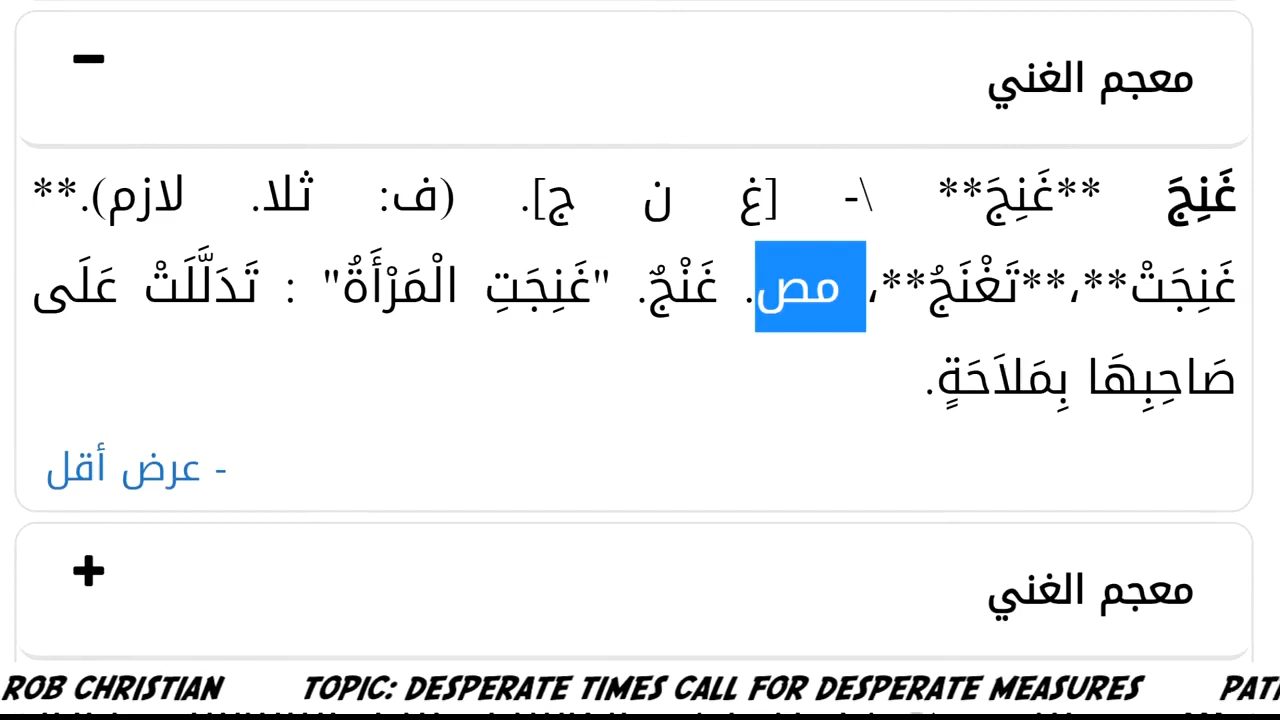 معجم الغني
غَنِجَ **غَنِجَ** \- [غ ن ج]. (ف: ثلا. لازم).**
غَنِجَتْ**،**تَغْنَجُ**، مص. غَنْجٌ. "غَنِجَتِ الْمَرْأَةُ" : تَدَلَّلَتْ عَلَى
صَاحِبِهَا بِمَلاَحَةٍ.
- عرض أقل
معجم الغني
ROB CHRISTIAN TOPIC: DESPERATE TIMES CALL FOR DESPERATE MEASURES